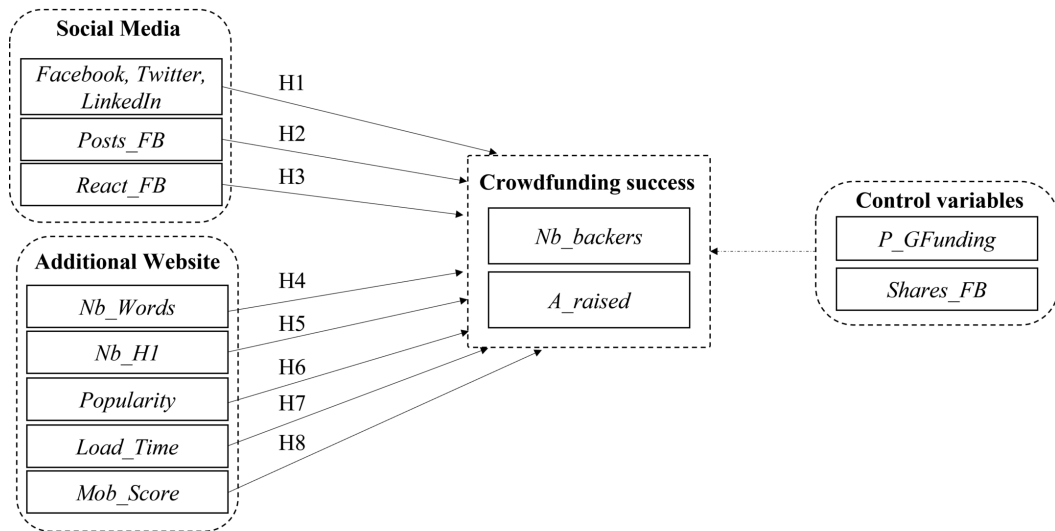 Social Media
Facebook, Twitter,
LinkedIn
Posts_FB
React_FB
H1
H2
H3
Additional Website
Nb_Words
Nb_H1
Popularity
Load_Time
Mob_Score
H4
H5
H6
H7
H8
Crowdfunding success
Nb_backers
A_raised
Control variables
P_GFunding
Shares_FB